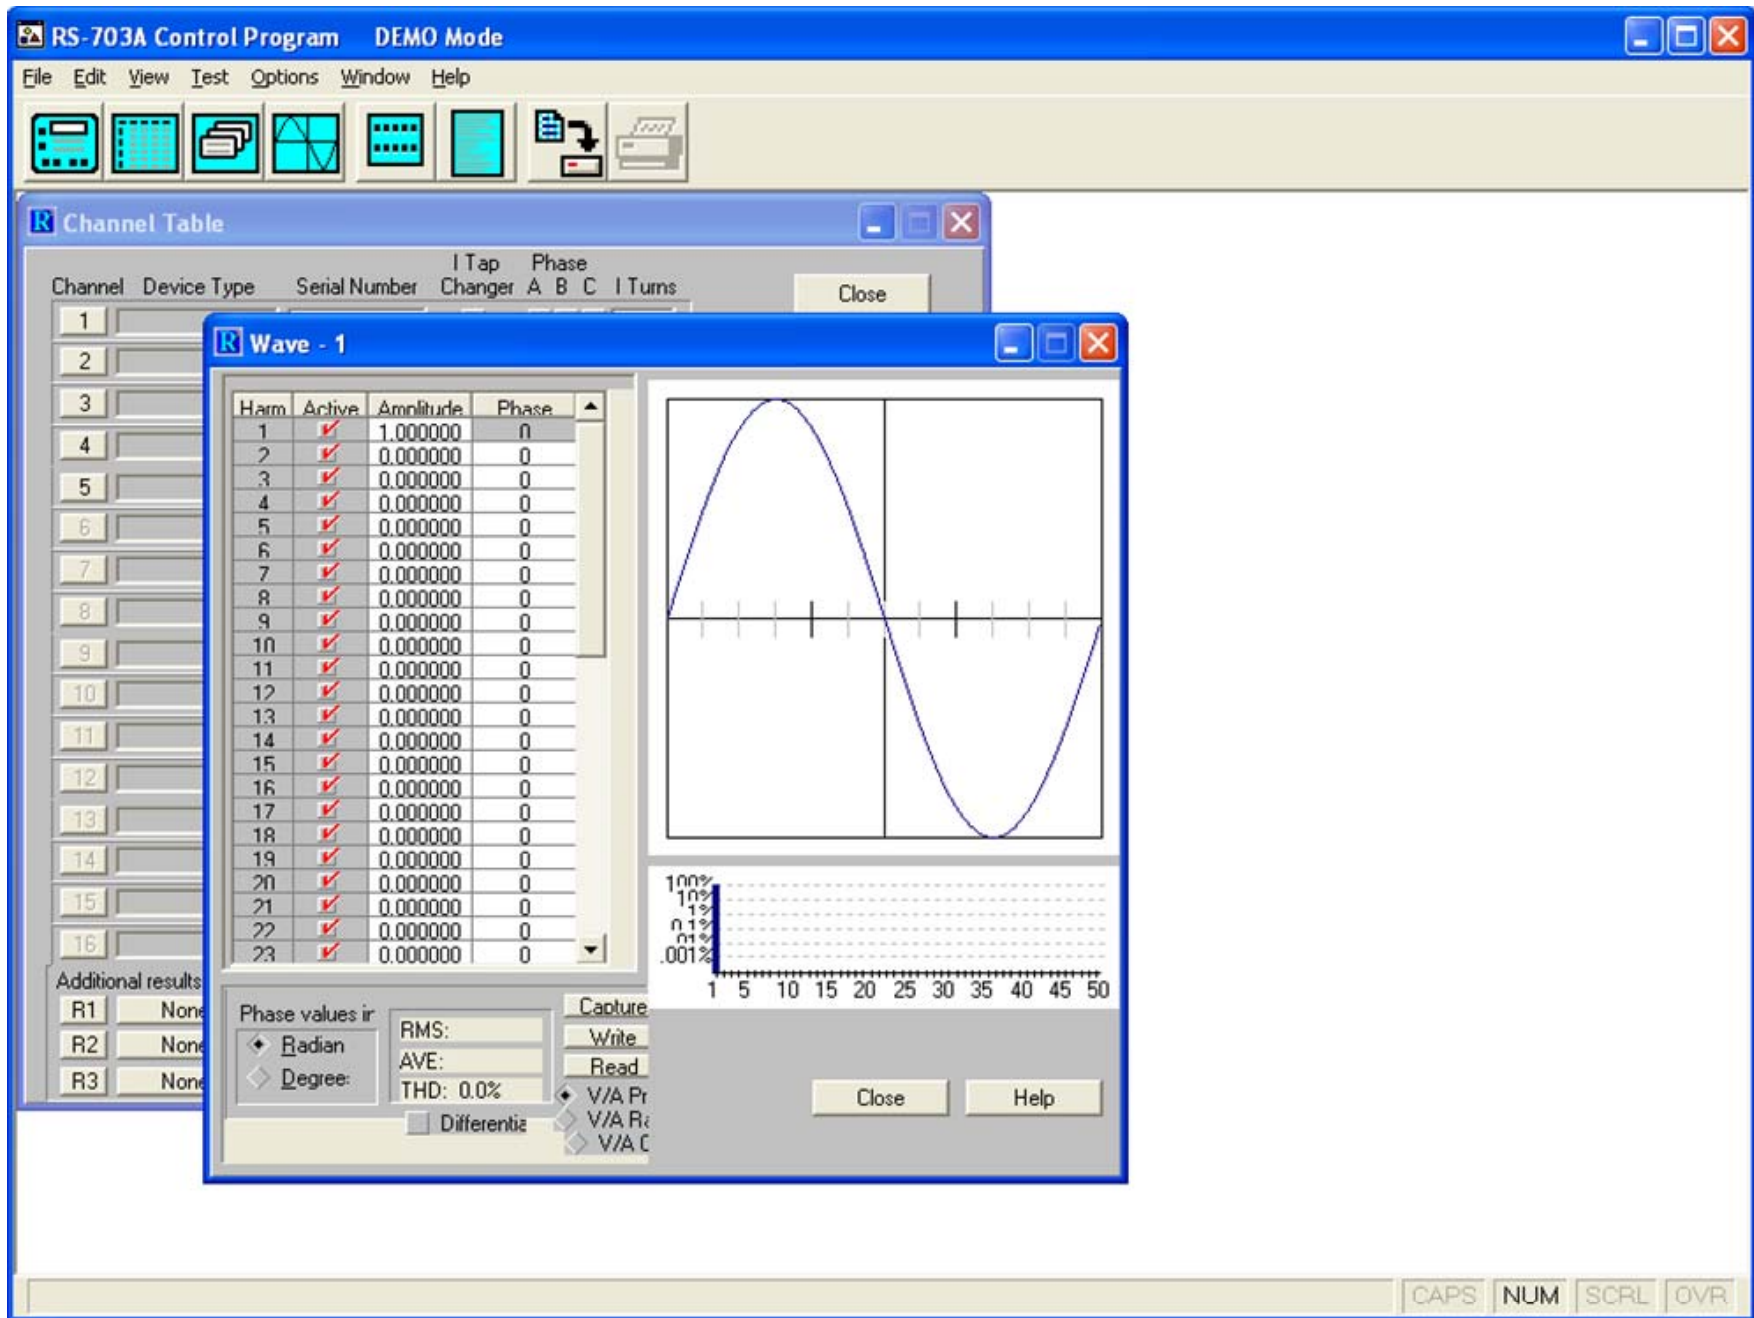 RS-703A Control Program DEMO Mode
File Edit View Test Options Window Help
Channel Table
I Tap Phase
Channel Device Type Serial Number Changer A B C I Turns
Close
1
2
3
4
5
6
7
8
9
10
11
12
13
14
15
16
Additional results
R1 None
R2 None
R3 None
Wave - 1
Harm Active Amplitude Phase
1 1.000000 0
2 0.000000 0
3 0.000000 0
4 0.000000 0
5 0.000000 0
6 0.000000 0
7 0.000000 0
8 0.000000 0
9 0.000000 0
10 0.000000 0
11 0.000000 0
12 0.000000 0
13 0.000000 0
14 0.000000 0
15 0.000000 0
16 0.000000 0
17 0.000000 0
18 0.000000 0
19 0.000000 0
20 0.000000 0
21 0.000000 0
22 0.000000 0
23 0.000000 0
100%
10%
1%
0.1%
.01%
.001%
1 5 10 15 20 25 30 35 40 45 50
Phase values in
Radian
Degree:
RMS:
AVE:
THD: 0.0%
Differentia
Capture
Write
Read
V/A Pr
V/A Ra
V/A C
Close Help
CAPS NUM SCRL OVR